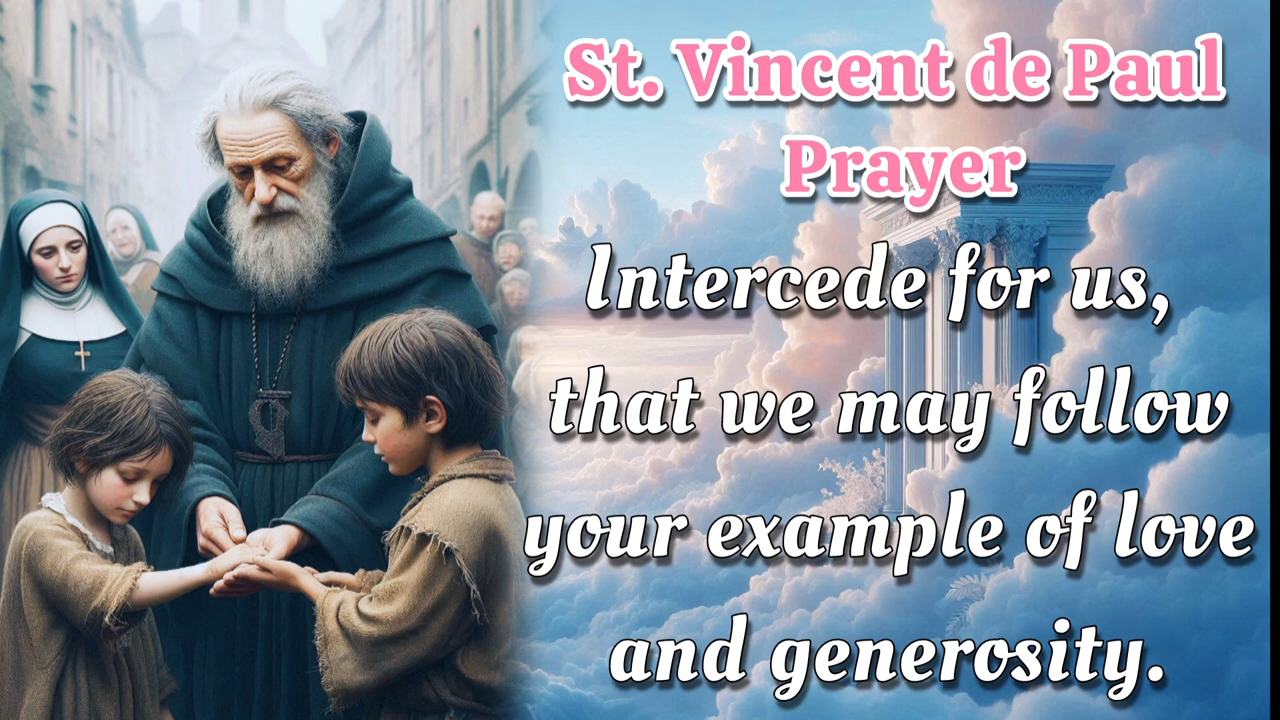 St. Vincent de Paul
Prayer
Intercede for us,
that we may follow
your example of love
and generosity.